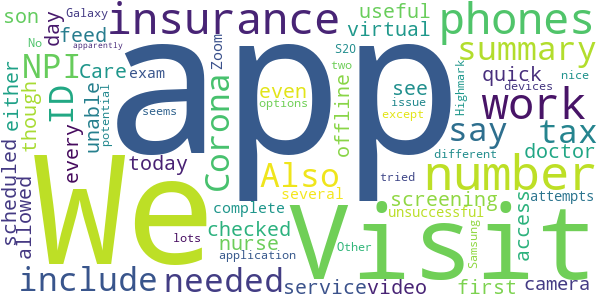 son
Galaxy
No
apparently
feed
day
insurance
Zoom
useful
virtual
phones
either
NPI
Care
exam
app
even
options
see
issue
except
Highmark
summary
quick
two
devices
nice
though
ID
unable
potential
seems
corona
offline
S20
work
every
today
say
tax
scheduled
allowed
We
Also
several
tried
different
doctor
number
checked
complete
nurse
application
lots
Visit
Other
screening
unsuccessful
access
attempts
include
needed
service
video
Samsung
first
camera